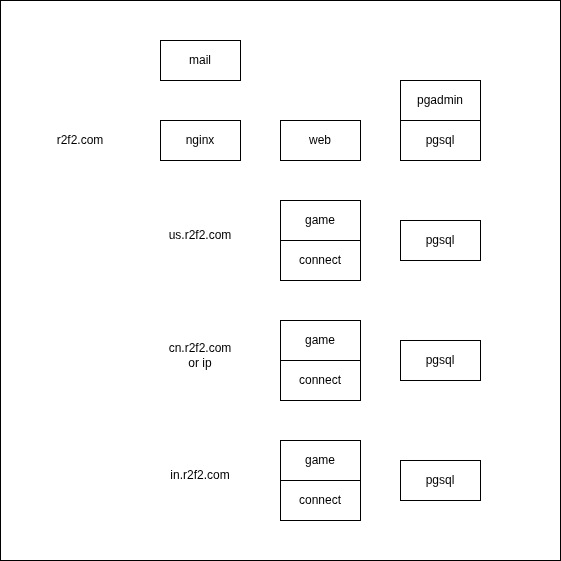 mail
pgadmin
r2f2.com
nginx
web
pgsql
us.r2f2.com
game
connect
pgsql
cn.r2f2.com
or ip
game
connect
pgsql
in.r2f2.com
game
connect
pgsql